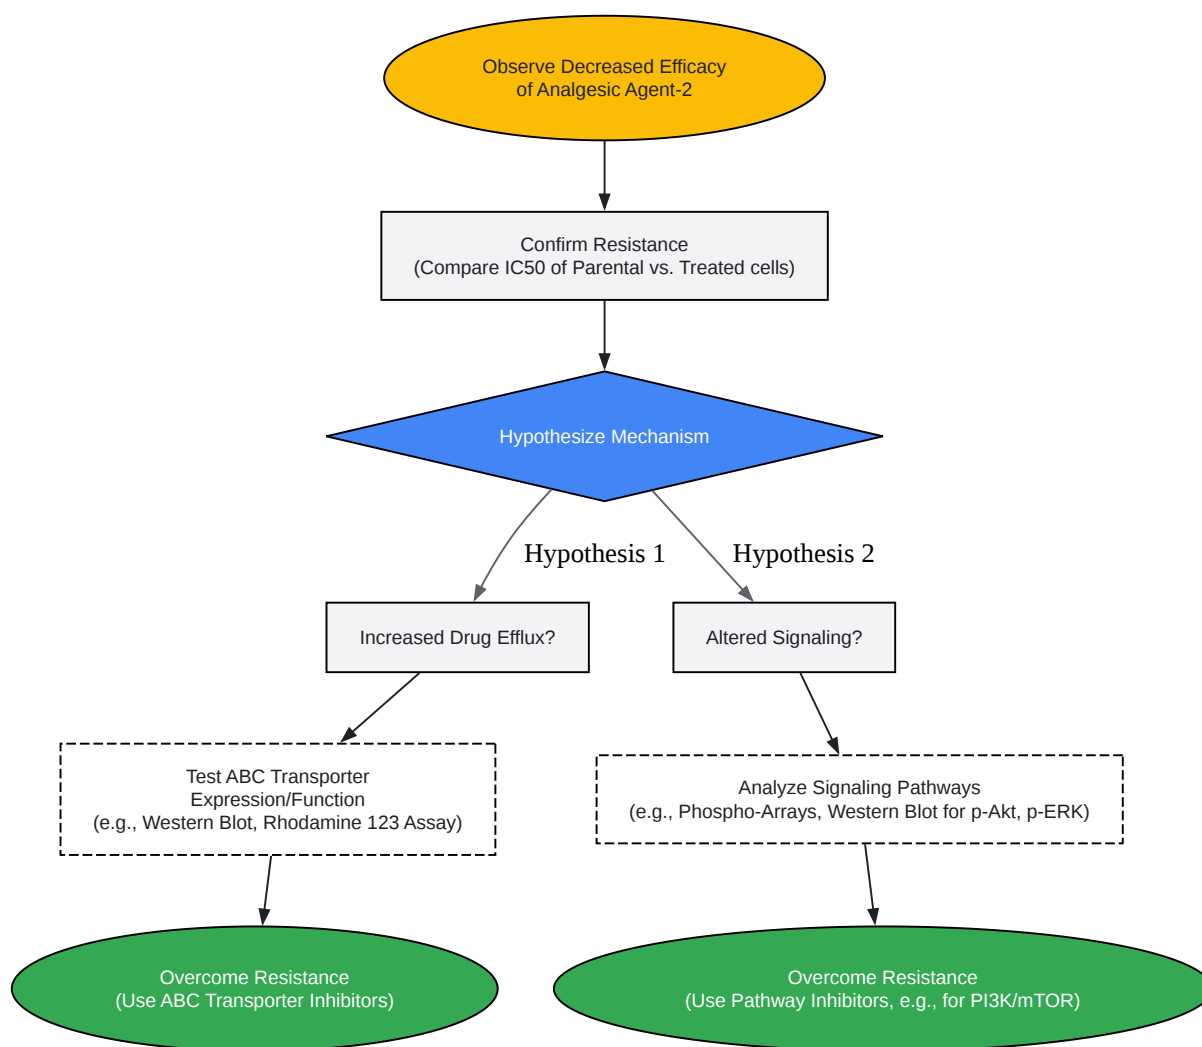 Observe Decreased Efficacy
of Analgesic Agent-2
Confirm Resistance
(Compare IC50 of Parental vs. Treated cells)
Hypothesize Mechanism
Hypothesis 1
Hypothesis 2
Increased Drug Efflux?
Altered Signaling?
Test ABC Transporter
Expression/Function
(e.g., Western Blot, Rhodamine 123 Assay)
Analyze Signaling Pathways
(e.g., Phospho-Arrays, Western Blot for p-Akt, p-ERK)
Overcome Resistance
(Use ABC Transporter Inhibitors)
Overcome Resistance
(Use Pathway Inhibitors, e.g., for PI3K/mTOR)